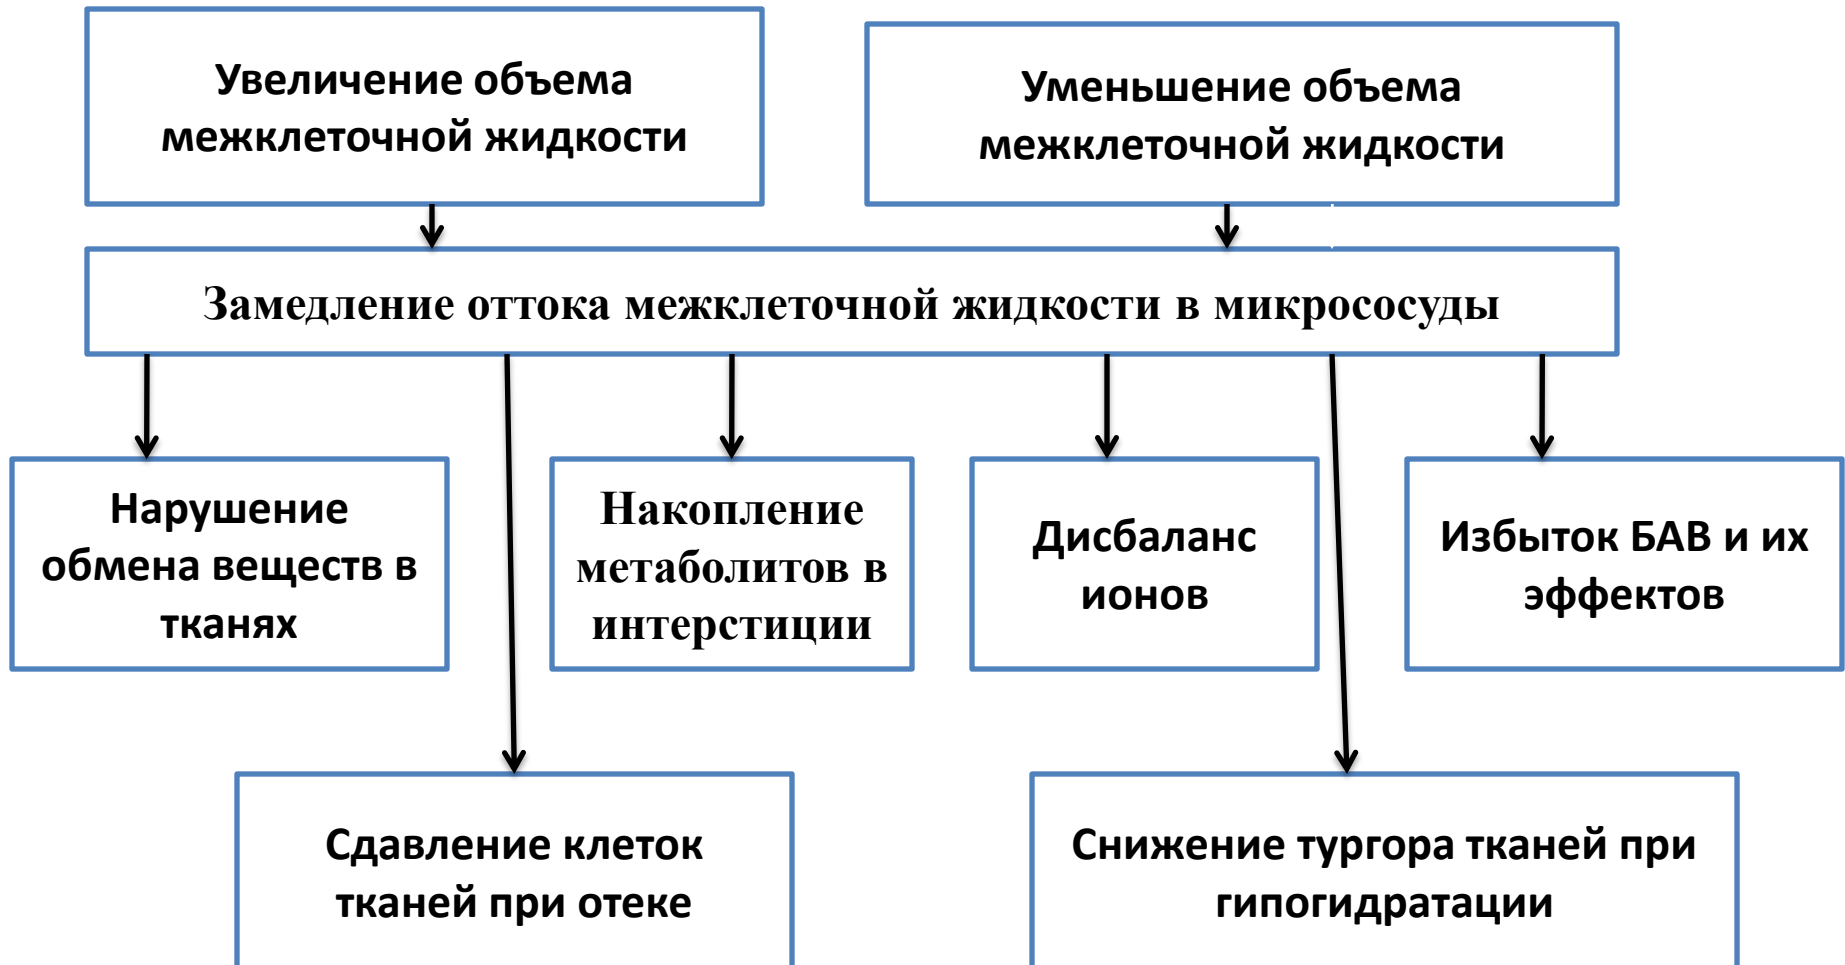 Увеличение объема
межклеточной жидкости
Уменьшение объема
межклеточной жидкости
Замедление оттока межклеточной жидкости в микрососуды
Нарушение
обмена веществ в
тканях
Накопление
метаболитов в
интерстиции
Дисбаланс
ионов
Избыток БАВ и их
эффектов
Сдавление клеток
тканей при отеке
Снижение тургора тканей при
гипогидратации